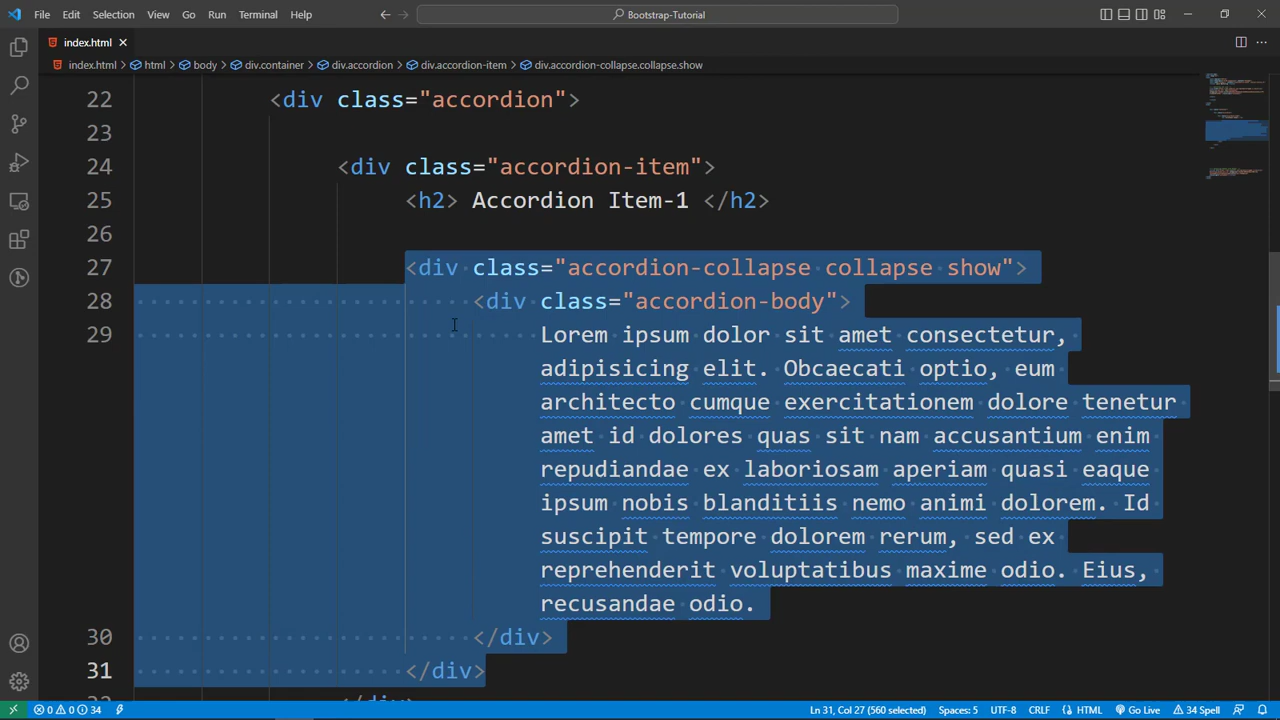 File Edit Selection View Go Run Terminal Help Bootstrap-Tutorial
index.html
index.html html body div.container div.accordion div.accordion-item div.accordion-collapse.collapse.show
22 <div class="accordion">
23
24 <div class="accordion-item">
25 <h2> Accordion Item-1 </h2>
26
27 <div class="accordion-collapse collapse show">
28 <div class="accordion-body">
29 Lorem ipsum dolor sit amet consectetur,
adipisicing elit. Obcaecati optio, eum
architecto cumque exercitationem dolore tenetur
amet id dolores quas sit nam accusantium enim
repudiandae ex laboriosam aperiam quasi eaque
ipsum nobis blanditiis nemo animi dolorem. Id
suscipit tempore dolorem rerum, sed ex
reprehenderit voluptatibus maxime odio. Eius,
recusandae odio.
30 </div>
31 </div>
32 </div>
0 0 34 Ln 31, Col 27 (560 selected) Spaces: 5 UTF-8 CRLF HTML Go Live 34 Spell